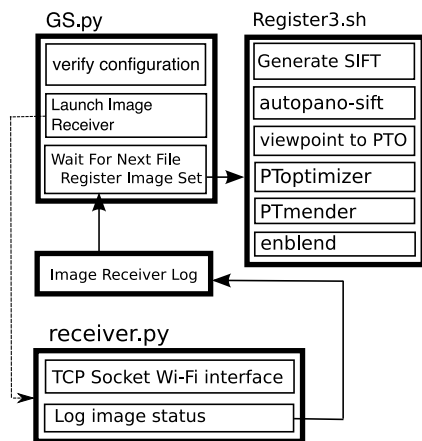 GS.py
verify configuration
Launch Image
Receiver
Wait For Next File
Register Image Set
Register3.sh
Generate SIFT
autopano-sift
viewpoint to PTO
PToptimizer
PTmender
enblend
Image Receiver Log
receiver.py
TCP Socket Wi-Fi interface
Log image status